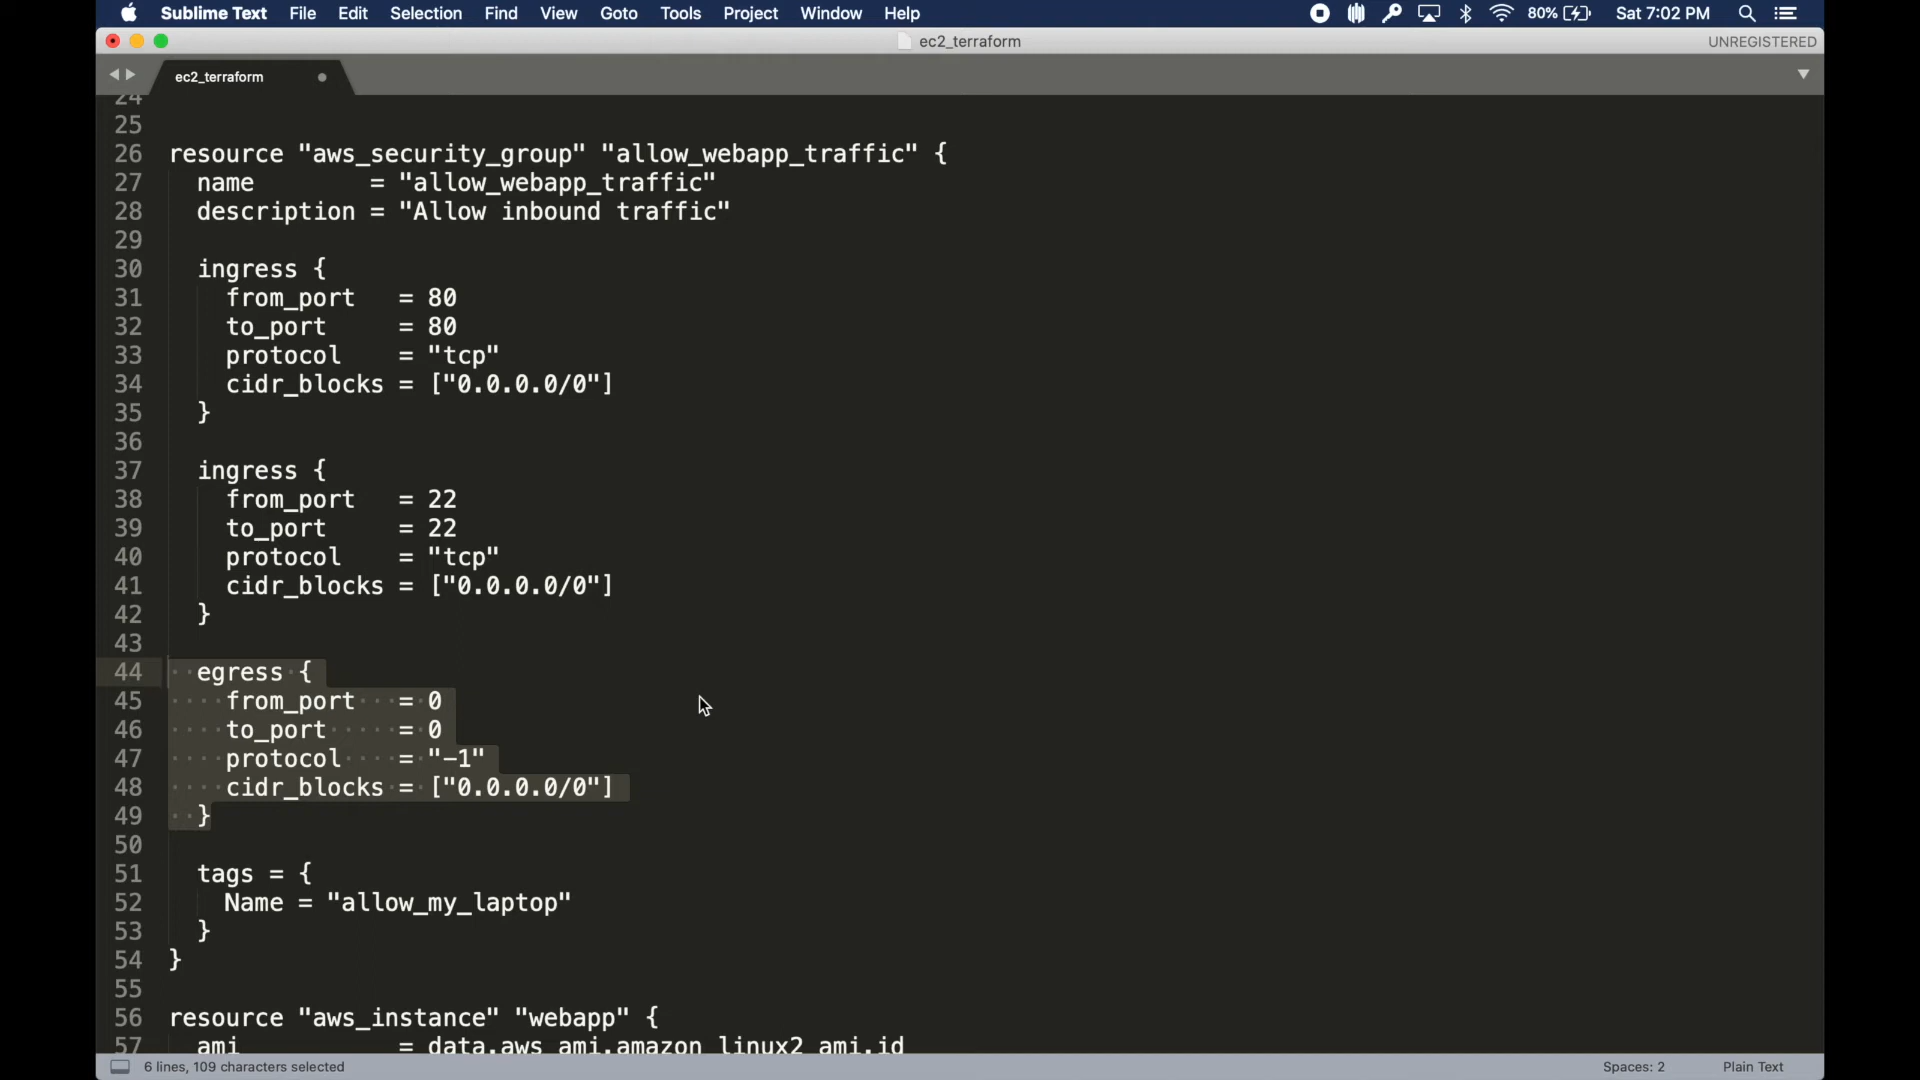 Sublime Text File Edit Selection Find View Goto Tools Project Window Help 80% Sat 7:02 PM
ec2_terraform UNREGISTERED
ec2_terraform
24
25
26 resource "aws_security_group" "allow_webapp_traffic" {
27   name        = "allow_webapp_traffic"
28   description = "Allow inbound traffic"
29
30   ingress {
31     from_port   = 80
32     to_port     = 80
33     protocol    = "tcp"
34     cidr_blocks = ["0.0.0.0/0"]
35   }
36
37   ingress {
38     from_port   = 22
39     to_port     = 22
40     protocol    = "tcp"
41     cidr_blocks = ["0.0.0.0/0"]
42   }
43
44   egress {
45     from_port   = 0
46     to_port     = 0
47     protocol    = "-1"
48     cidr_blocks = ["0.0.0.0/0"]
49   }
50
51   tags = {
52     Name = "allow_my_laptop"
53   }
54 }
55
56 resource "aws_instance" "webapp" {
57   ami           = data.aws_ami.amazon_linux2_ami.id
6 lines, 109 characters selected Spaces: 2 Plain Text